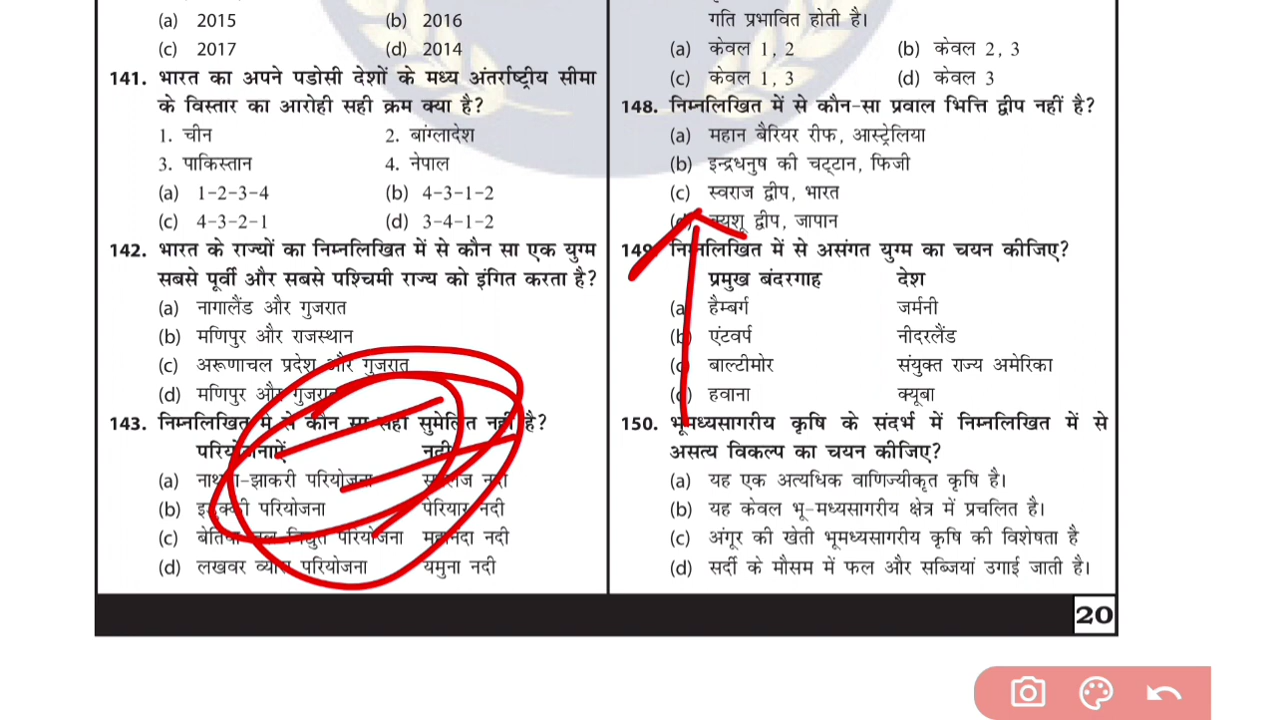 (a) 2015 (b) 2016
(c) 2017 (d) 2014
141. भारत का अपने पडोसी देशों के मध्य अंतर्राष्ट्रीय सीमा
के विस्तार का आरोही सही क्रम क्या है?
1. चीन 2. बांग्लादेश
3. पाकिस्तान 4. नेपाल
(a) 1-2-3-4 (b) 4-3-1-2
(c) 4-3-2-1 (d) 3-4-1-2
142. भारत के राज्यों का निम्नलिखित में से कौन सा एक युग्म
सबसे पूर्वी और सबसे पश्चिमी राज्य को इंगित करता है?
(a) नागालैंड और गुजरात
(b) मणिपुर और राजस्थान
(c) अरूणाचल प्रदेश और गुजरात
(d) मणिपुर और गुजरात
143. निम्नलिखित में से कौन सा सही सुमेलित नहीं है?
परियोजनाऐं नदी
(a) झाकरी परियोजना नदी
(b) परियोजना पेरियार नदी
(c) परियोजना महानदा नदी
(d) लखवर व्यास परियोजना यमुना नदी
गति प्रभावित होती है।
(a) केवल 1, 2 (b) केवल 2, 3
(c) केवल 1, 3 (d) केवल 3
148. निम्नलिखित में से कौन-सा प्रवाल भित्ति द्वीप नहीं है?
(a) महान बैरियर रीफ, आस्ट्रेलिया
(b) इन्द्रधनुष की चट्टान, फिजी
(c) स्वराज द्वीप, भारत
(d) क्यूशू द्वीप, जापान
149. निम्नलिखित में से असंगत युग्म का चयन कीजिए?
प्रमुख बंदरगाह देश
(a) हैम्बर्ग जर्मनी
(b) एंटवर्प नीदरलैंड
(c) बाल्टीमोर संयुक्त राज्य अमेरिका
(d) हवाना क्यूबा
150. भूमध्यसागरीय कृषि के संदर्भ में निम्नलिखित में से
असत्य विकल्प का चयन कीजिए?
(a) यह एक अत्यधिक वाणिज्यीकृत कृषि है।
(b) यह केवल भू-मध्यसागरीय क्षेत्र में प्रचलित है।
(c) अंगूर की खेती भूमध्यसागरीय कृषि की विशेषता है
(d) सर्दी के मौसम में फल और सब्जियां उगाई जाती है।
20